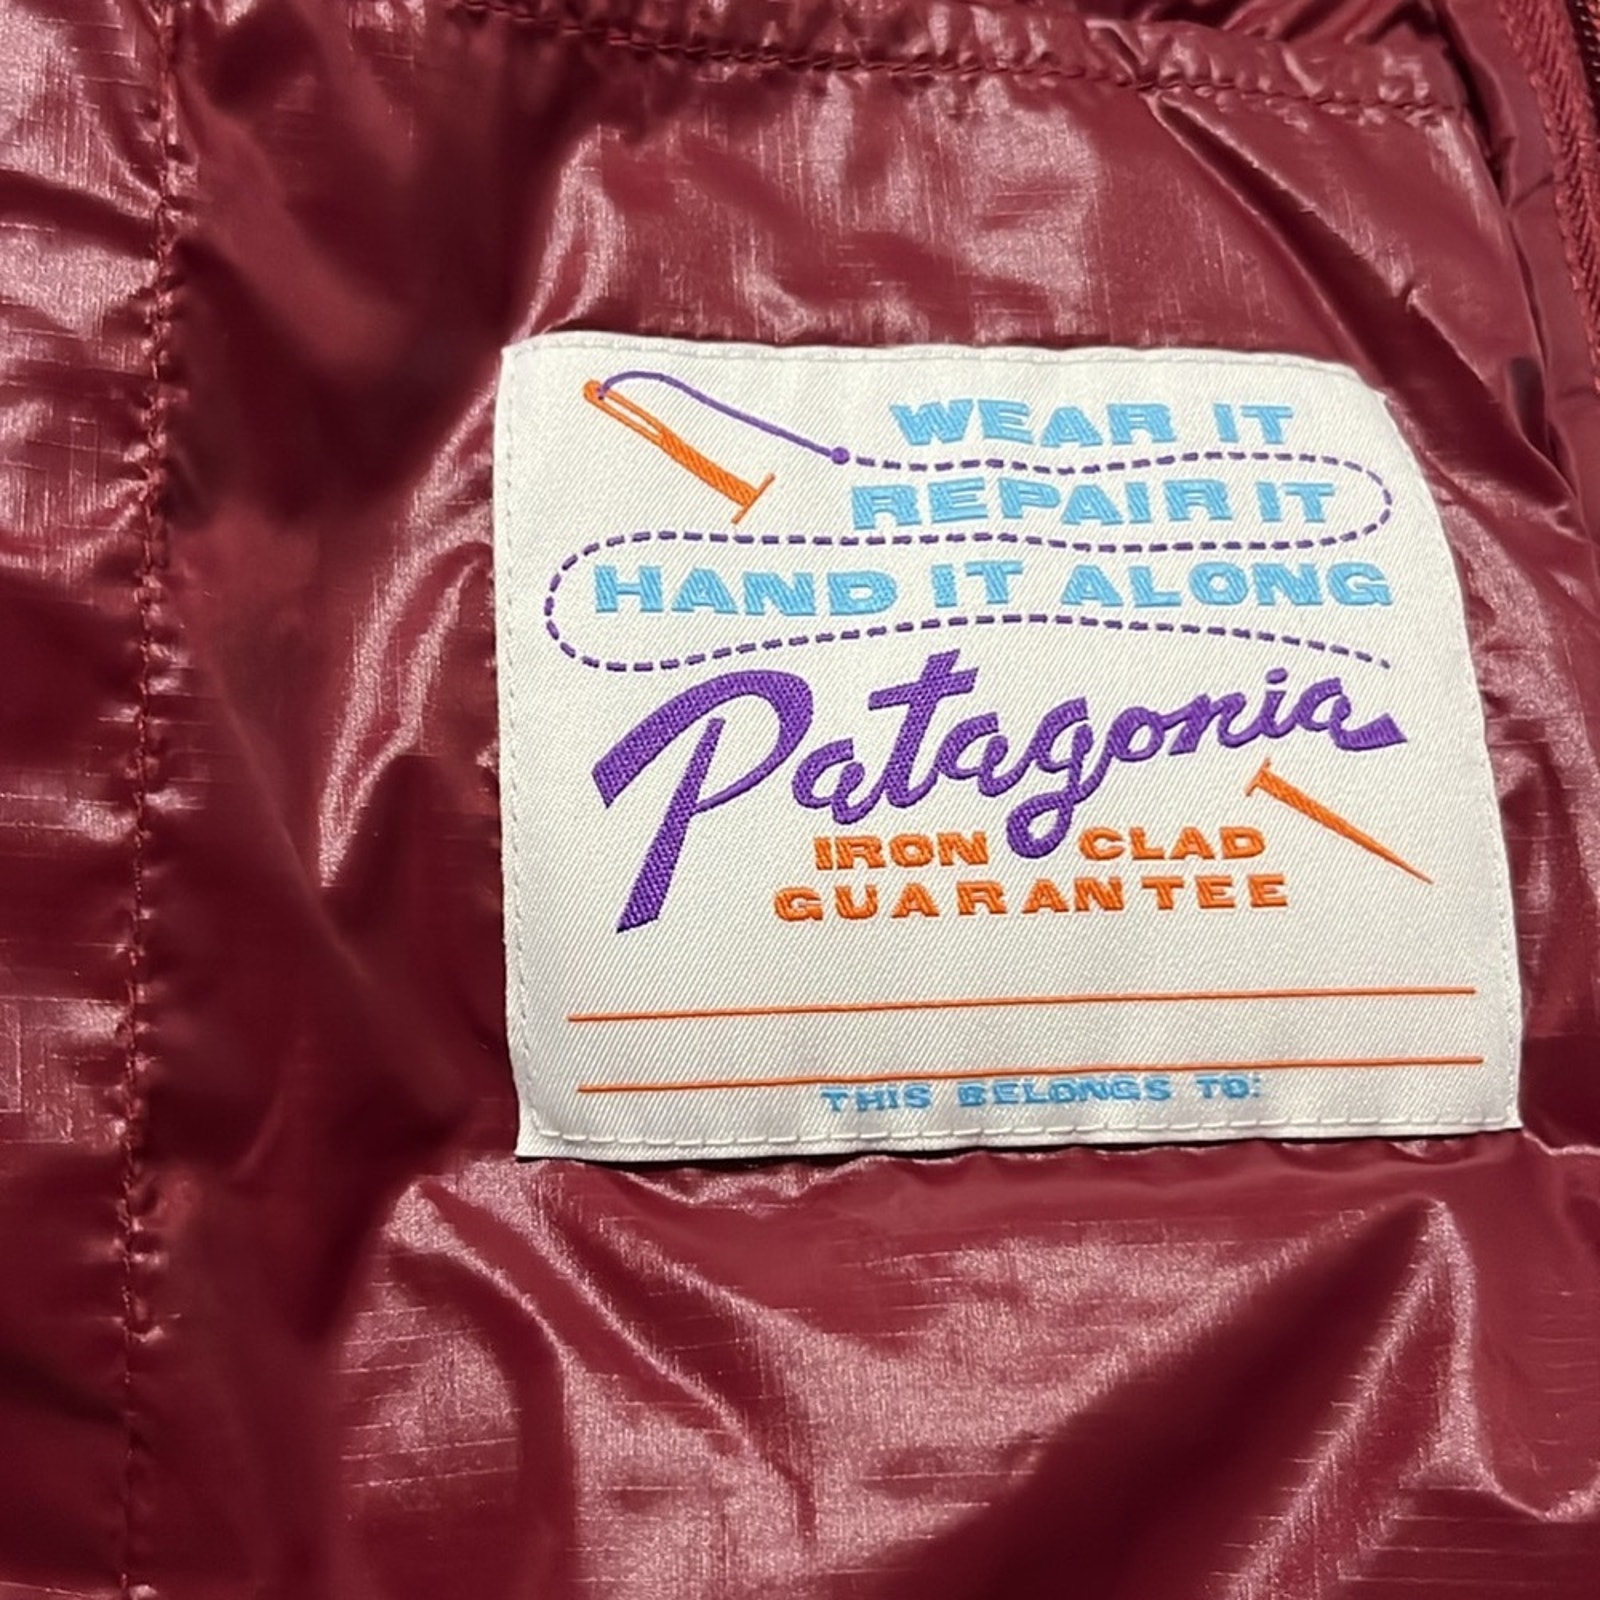 WEAR IT
REPAIR IT
HAND IT ALONG
Patagonia
IRON CLAD
GUARANTEE
THIS BELONGS TO: